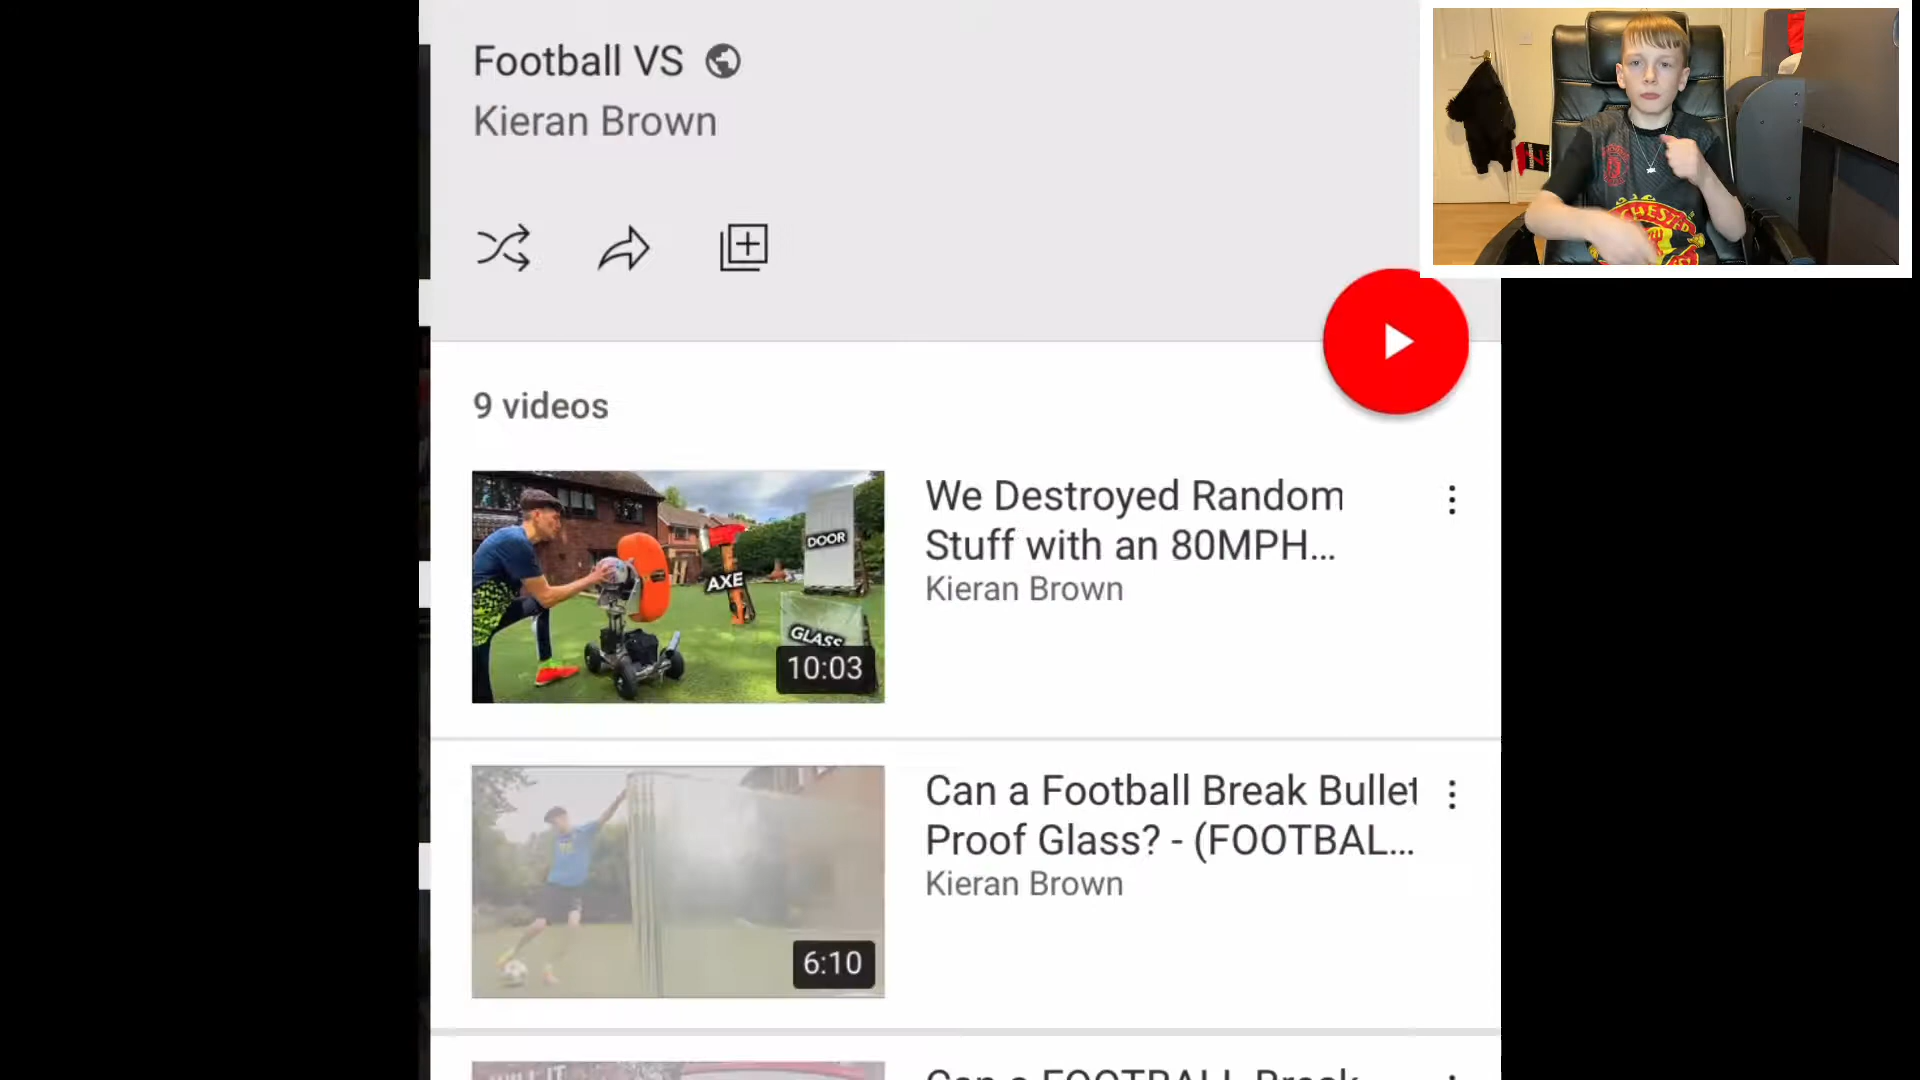 Football VS
Kieran Brown
9 videos
DOOR
AXE
GLASS
10:03
We Destroyed Random
Stuff with an 80MPH...
Kieran Brown
6:10
Can a Football Break Bullet
Proof Glass? - (FOOTBAL...
Kieran Brown
Can a FOOTBALL Break